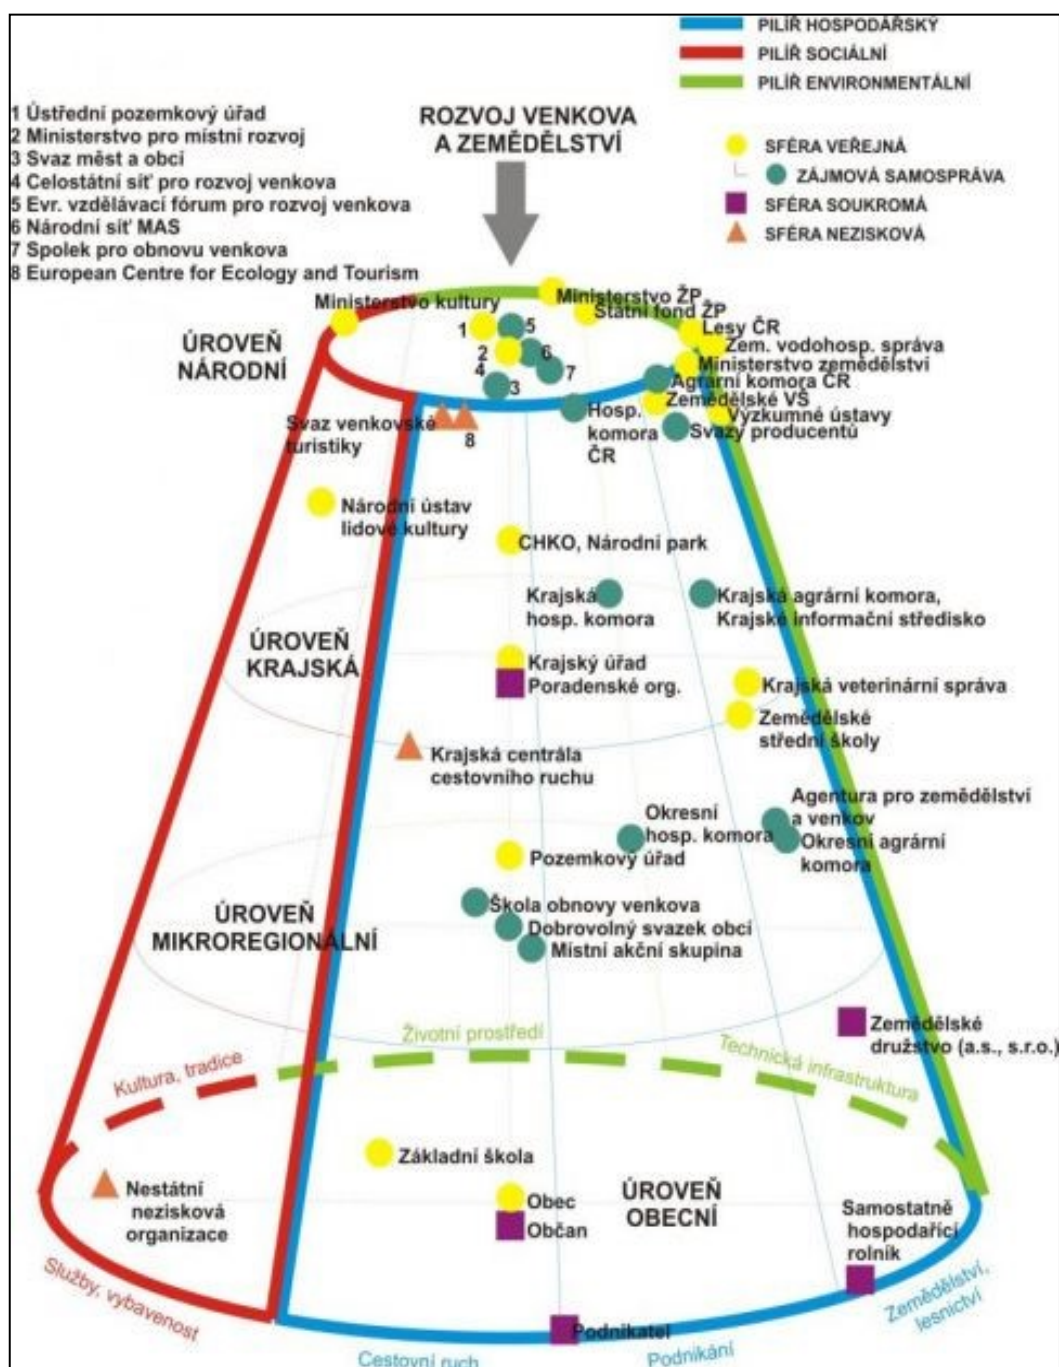 PILÍŘ HOSPODÁŘSKÝ
PILÍŘ SOCIÁLNÍ
PILÍŘ ENVIRONMENTÁLNÍ
1 Ústřední pozemkový úřad
2 Ministerstvo pro místní rozvoj
3 Svaz měst a obcí
4 Celostátní síť pro rozvoj venkova
5 Evr. vzdělávací fórum pro rozvoj venkova
6 Národní síť MAS
7 Spolek pro obnovu venkova
8 European Centre for Ecology and Tourism
ROZVOJ VENKOVA
A ZEMĚDĚLSTVÍ
SFÉRA VEŘEJNÁ
ZÁJMOVÁ SAMOSPRÁVA
SFÉRA SOUKROMÁ
SFÉRA NEZISKOVÁ
Ministerstvo kultury
Ministerstvo ŽP
Státní fond ŽP
Lesy ČR
Zem. vodohosp. správa
Ministerstvo zemědělství
Agrární komora ČR
Zemědělské VŠ
Výzkumné ústavy
Svazy producentů
ÚROVEŇ
NÁRODNÍ
1
5
2
6
4
7
3
8
Hosp.
komora
ČR
Svaz venkovské
turistiky
Národní ústav
lidové kultury
CHKO, Národní park
Krajská
hosp. komora
Krajská agrární komora,
Krajské informační středisko
ÚROVEŇ
KRAJSKÁ
Krajský úřad
Poradenské org.
Krajská veterinární správa
Zemědělské
střední školy
Krajská centrála
cestovního ruchu
Agentura pro zemědělství
a venkov
Okresní
hosp. komora
Okresní agrární
komora
Pozemkový úřad
ÚROVEŇ
MIKROREGIONÁLNÍ
Škola obnovy venkova
Dobrovolný svazek obcí
Místní akční skupina
Životní prostředí
Zemědělské
družstvo (a.s., s.r.o.)
Kultura, tradice
Technická infrastruktura
Základní škola
Nestátní
nezisková
organizace
Obec
Občan
ÚROVEŇ
OBECNÍ
Samostatně
hospodařící
rolník
Služby, vybavenost
Zemědělství,
lesnictví
Podnikatel
Podnikání
Cestovní ruch